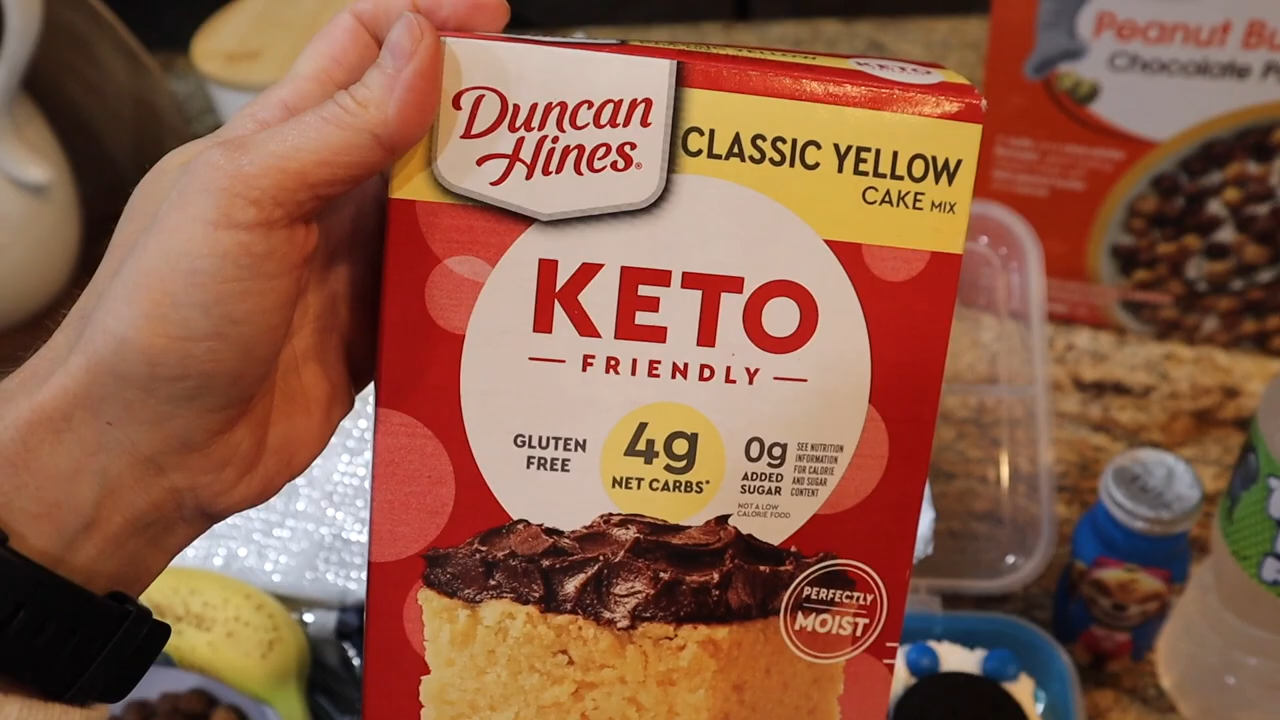 Duncan
Hines®
CLASSIC YELLOW
CAKE MIX
KETO
KETO
FRIENDLY
GLUTEN
FREE
4g
NET CARBS*
0g
ADDED
SUGAR
SEE NUTRITION
INFORMATION
FOR CALORIE
AND SUGAR
CONTENT
NOT A LOW
CALORIE FOOD
PERFECTLY
MOIST
Peanut Bu
Chocolate P